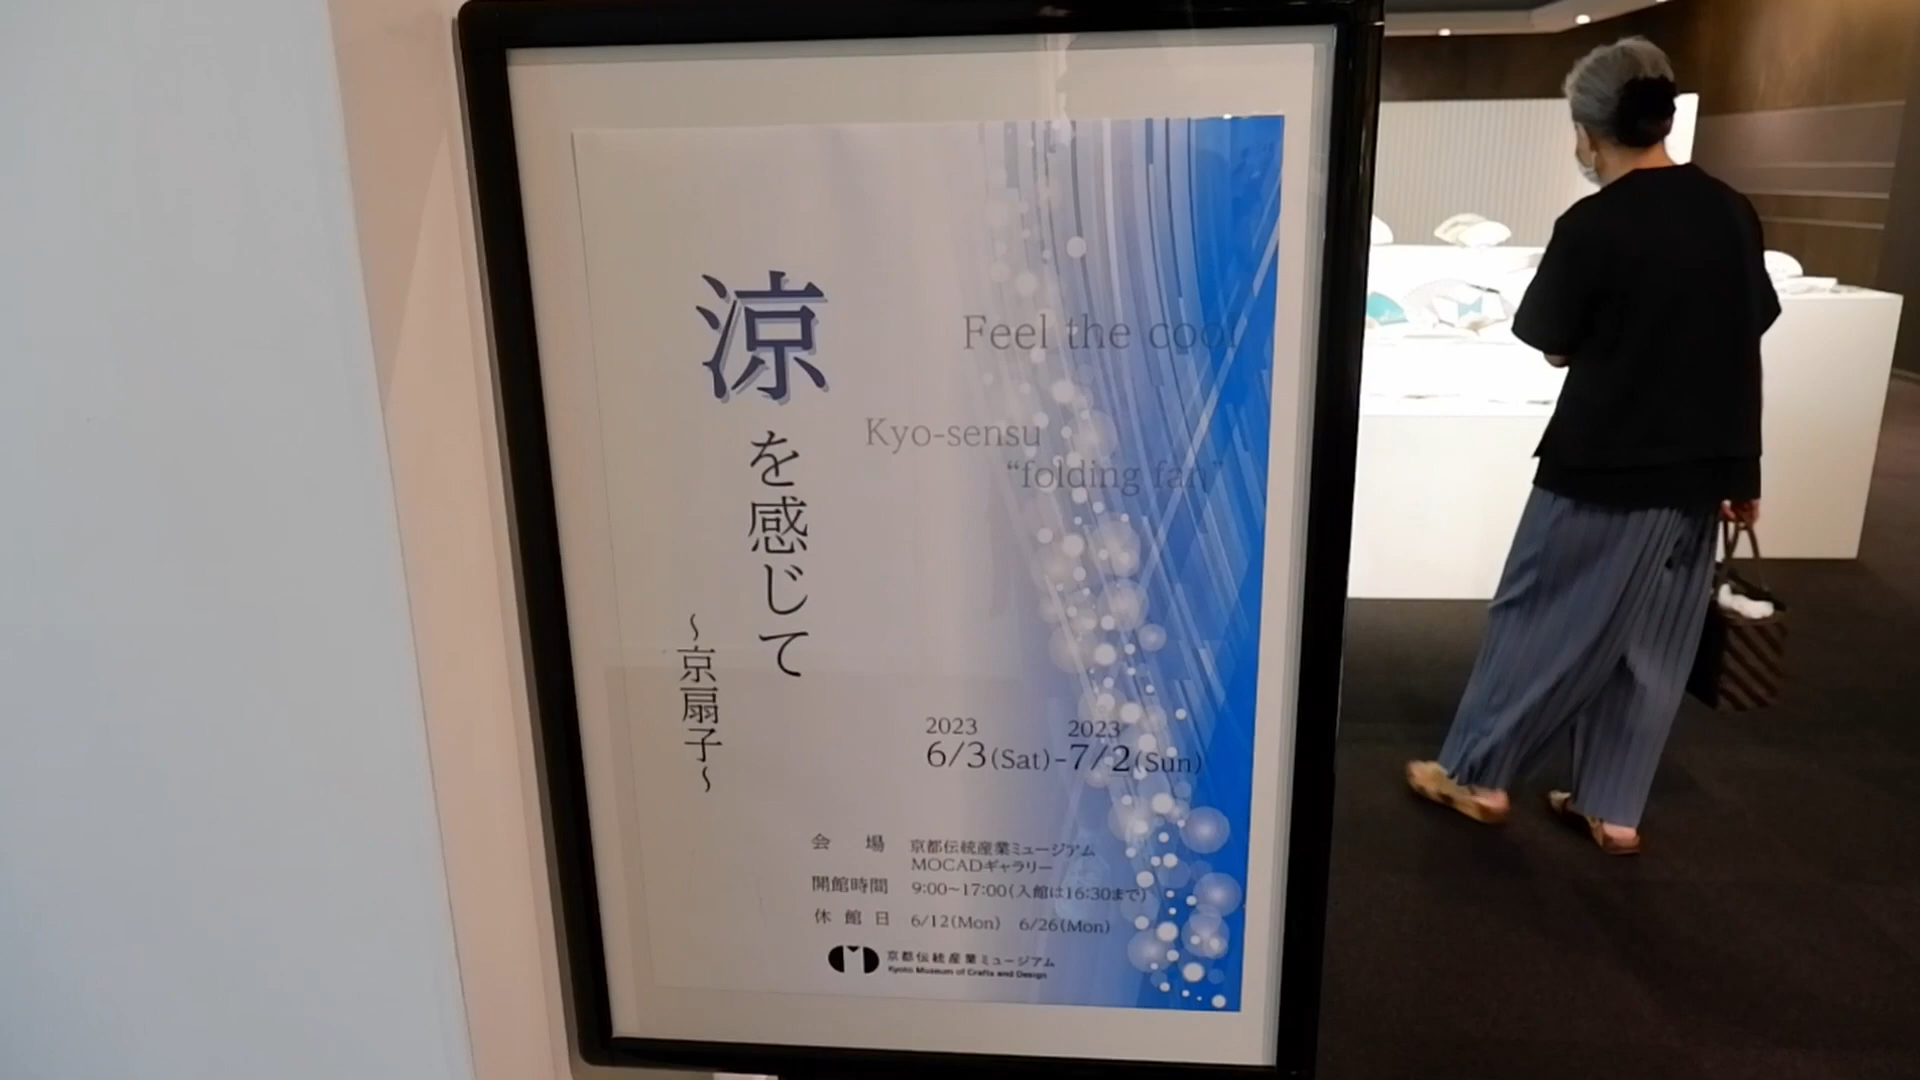 涼を感じて
～京扇子～
Feel the cool
Kyo-sensu
“folding fan”
2023 2023
6/3(Sat)-7/2(Sun)
会場 京都伝統産業ミュージアム
MOCADギャラリー
開館時間 9:00~17:00(入館は16:30まで)
休館日 6/12(Mon) 6/26(Mon)
京都伝統産業ミュージアム
Kyoto Museum of Crafts and Design